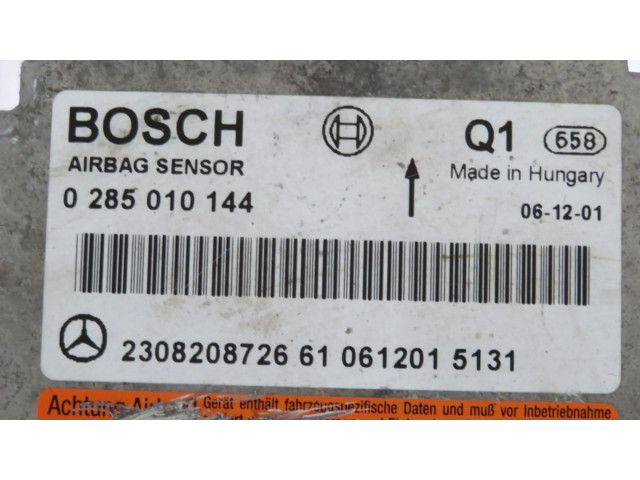 BOSCH Q1 658
AIRBAG SENSOR Made in Hungary
0 285 010 144 06-12-01
2308208726 61 061201 5131
Achtung Gerät enthält fahrzeugspezifische Daten und muß vor Inbetriebnahme